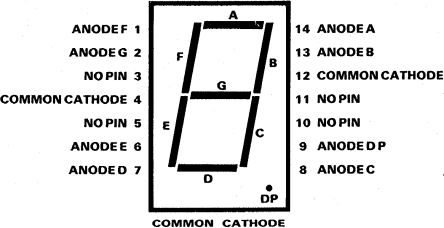 A
ANODE F 1
14 ANODE A
ANODE G 2
13 ANODE B
F
B
NO PIN 3
12 COMMON CATHODE
G
COMMON CATHODE 4
11 NO PIN
NO PIN 5
10 NO PIN
E
C
ANODE E 6
9 ANODE DP
ANODE D 7
8 ANODE C
D
DP
COMMON CATHODE